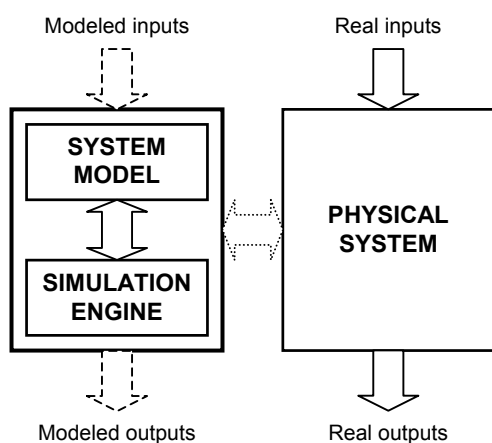 Modeled inputs
Real inputs
SYSTEM
MODEL
SIMULATION
ENGINE
PHYSICAL
SYSTEM
Modeled outputs
Real outputs